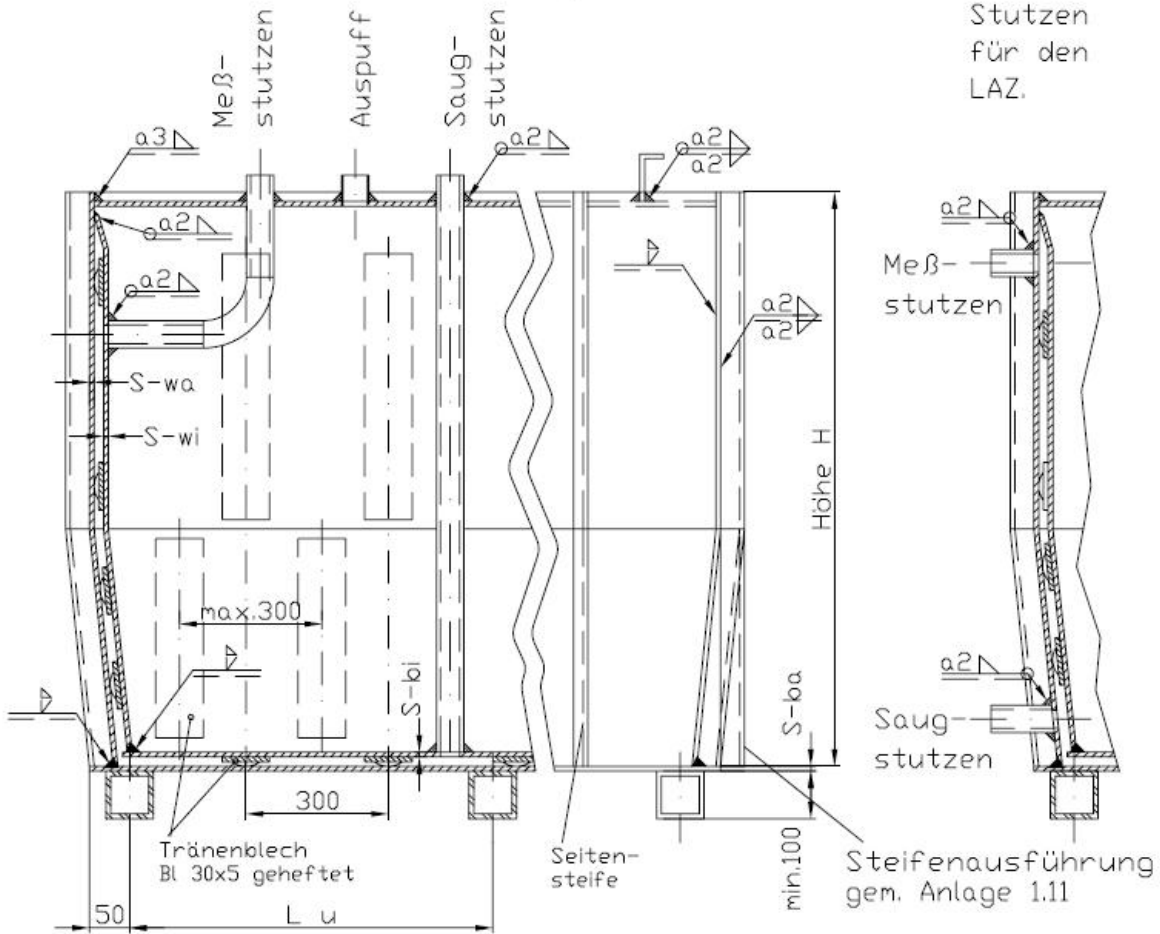 Meß-
stutzen
Auspuff
Saug-
stutzen
Stutzen
für den
LAZ.
a3
a2
a2
a2
a2
a2
a2
a2
S-wa
S-wi
Höhe H
max.300
S-bi
S-ba
300
Tränenblech
Bl 30x5 geheftet
50
L u
Seiten-
steife
min.100
Steifenausführung
gem. Anlage 1.11
a2
Meß-
stutzen
a2
Saug-
stutzen